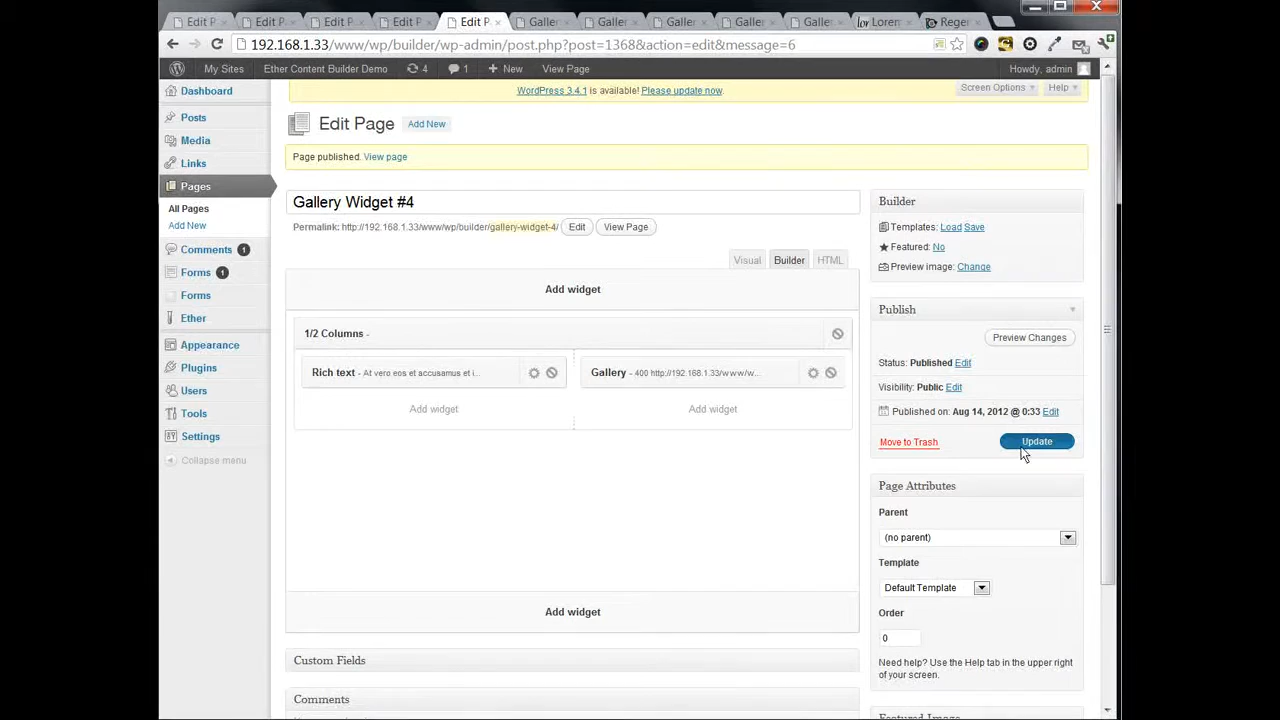 Edit P
Edit P
Edit P
Edit P
Edit P
Galler
Galler
Galler
Galler
Galler
Lorem
Reger
192.168.1.33/www/wp/builder/wp-admin/post.php?post=1368&action=edit&message=6
My Sites
Ether Content Builder Demo
4
1
+ New
View Page
Howdy, admin
Dashboard
Posts
Media
Links
Pages
All Pages
Add New
Comments 1
Forms 1
Forms
Ether
Appearance
Plugins
Users
Tools
Settings
Collapse menu
WordPress 3.4.1 is available! Please update now.
Screen Options
Help
Edit Page
Add New
Page published. View page
Gallery Widget #4
Permalink: http://192.168.1.33/www/wp/builder/gallery-widget-4/
Edit
View Page
Visual
Builder
HTML
Add widget
1/2 Columns -
Rich text - At vero eos et accusamus et i...
Gallery - 400 http://192.168.1.33/www/w...
Add widget
Add widget
Add widget
Custom Fields
Comments
Builder
Templates: Load Save
Featured: No
Preview image: Change
Publish
Preview Changes
Status: Published Edit
Visibility: Public Edit
Published on: Aug 14, 2012 @ 0:33 Edit
Move to Trash
Update
Page Attributes
Parent
(no parent)
Template
Default Template
Order
0
Need help? Use the Help tab in the upper right
of your screen.
Featured Image